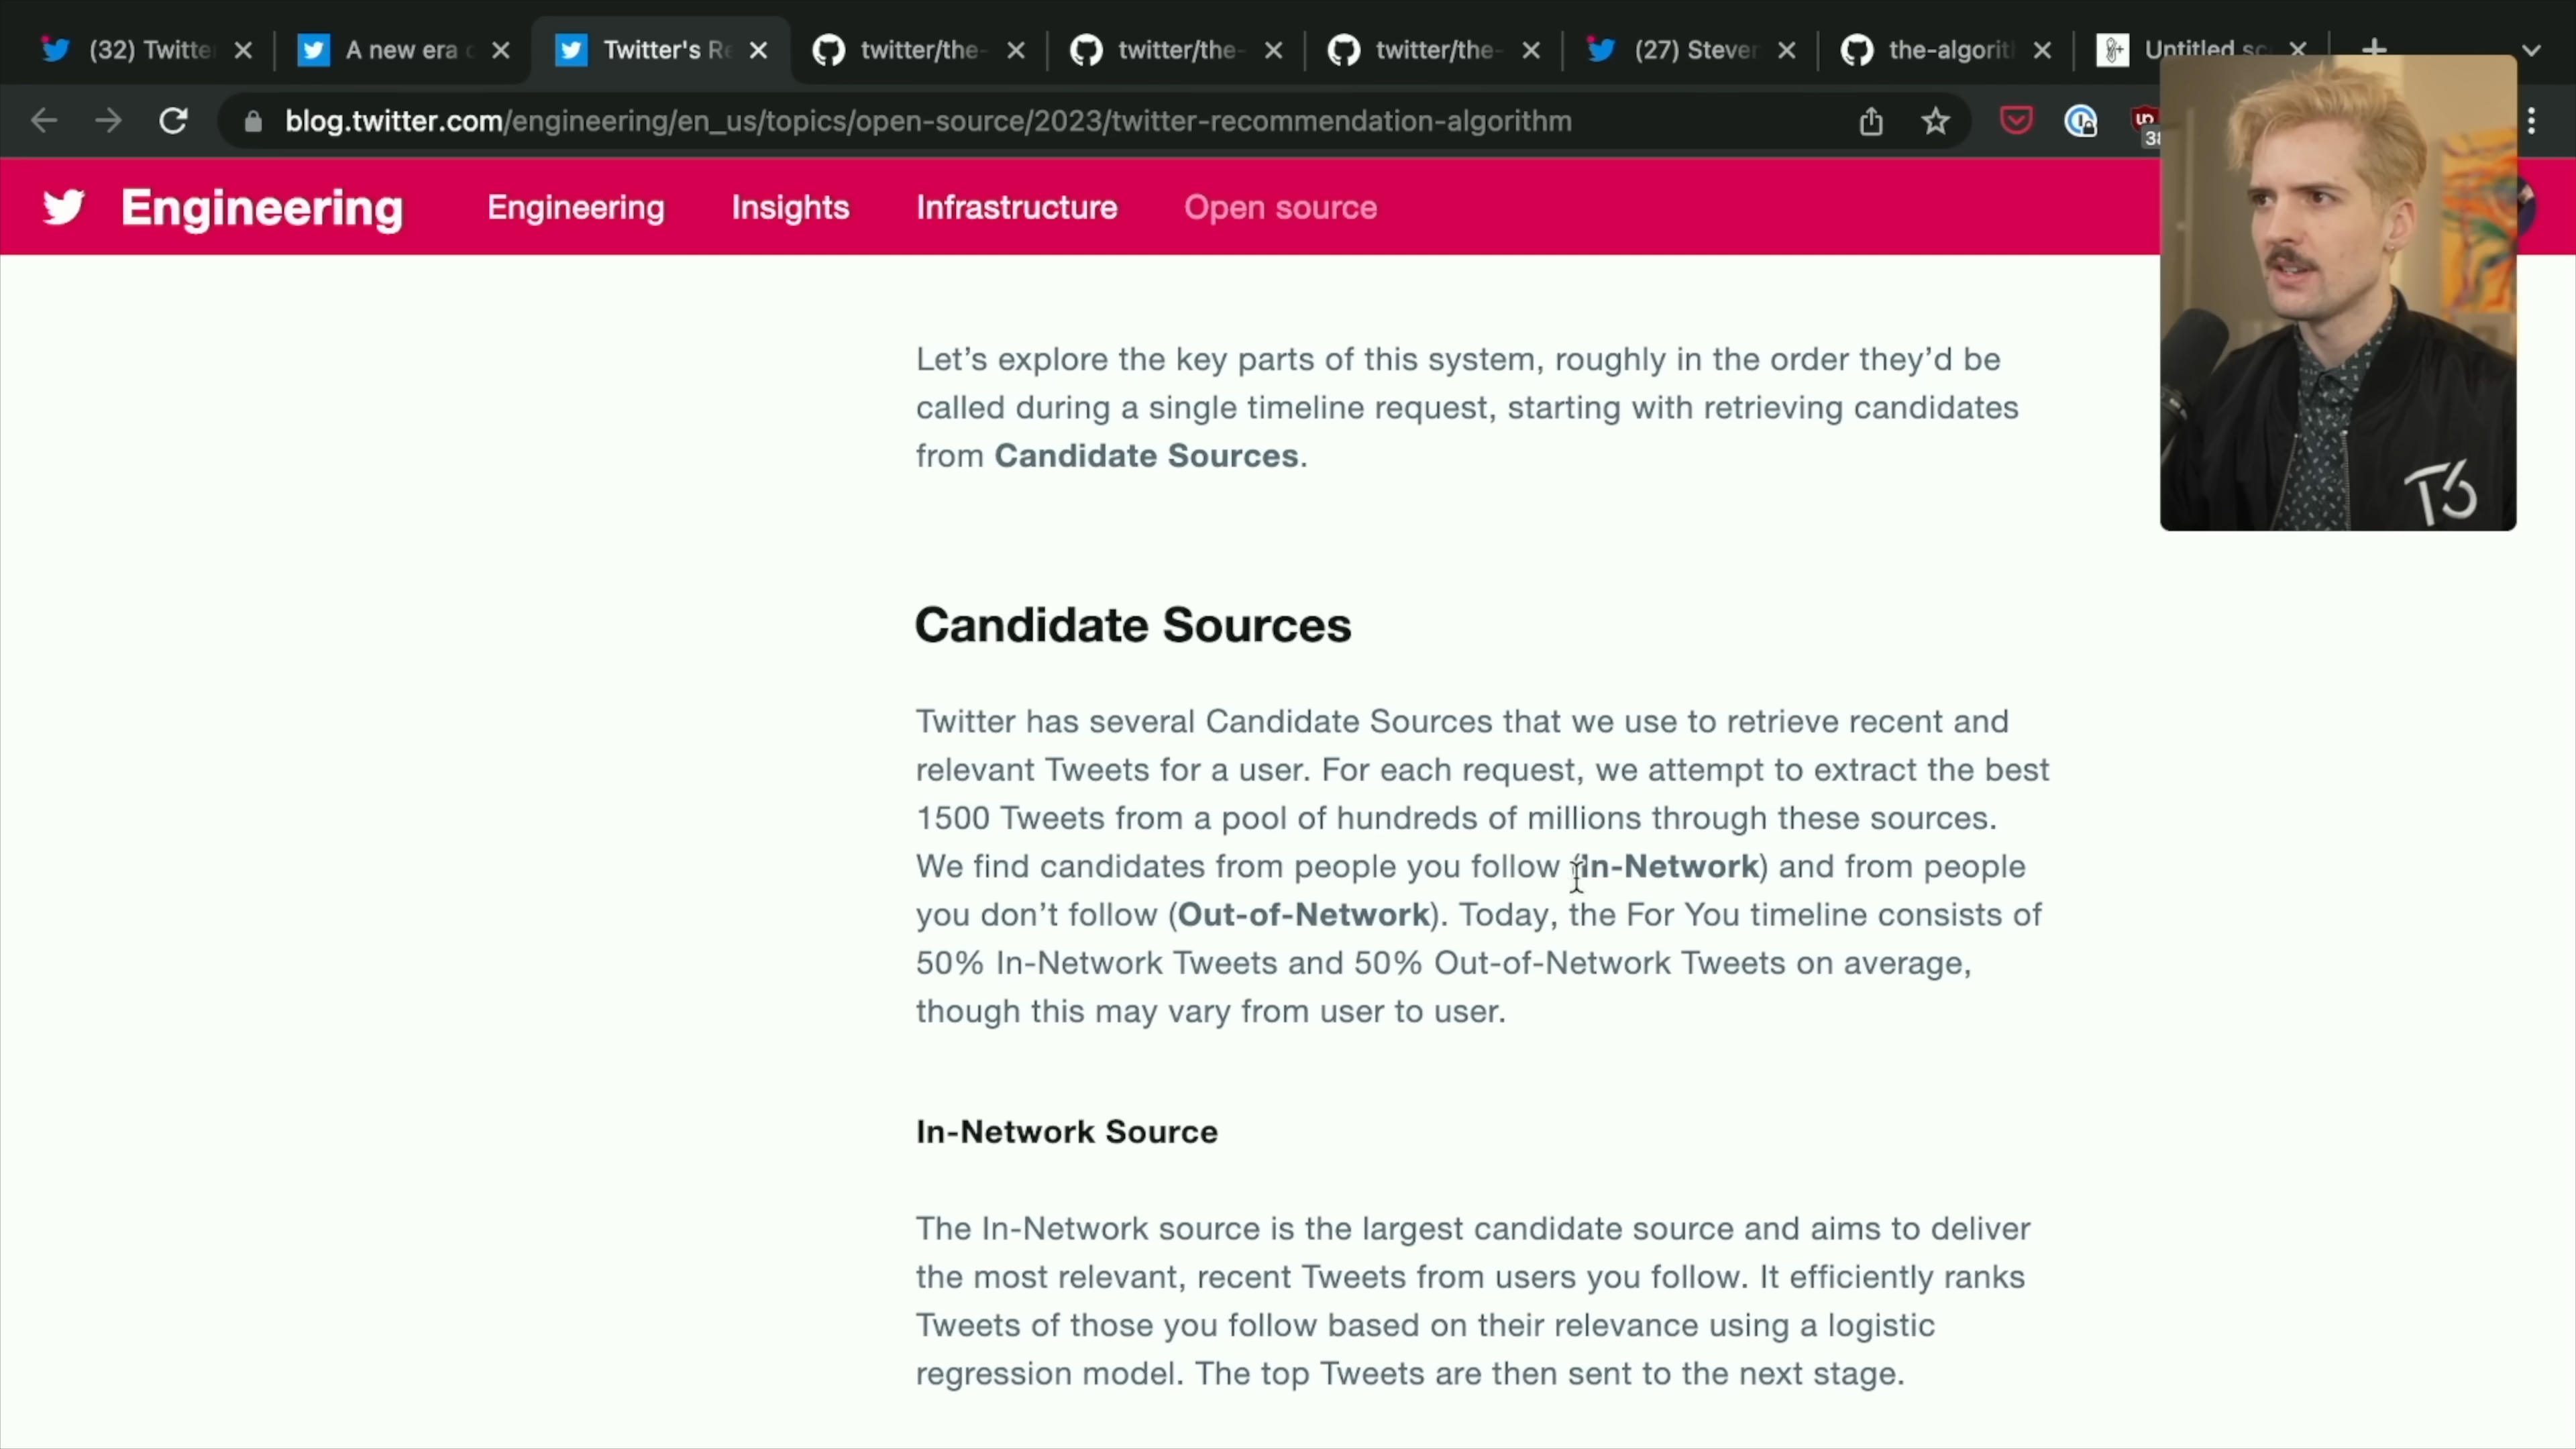 (32) Twitte
A new era
Twitter's Re
twitter/the-
twitter/the-
twitter/the-
(27) Steve
the-algorit
Untitled sc
blog.twitter.com/engineering/en_us/topics/open-source/2023/twitter-recommendation-algorithm
38
Engineering
Engineering
Insights
Infrastructure
Open source
Let’s explore the key parts of this system, roughly in the order they’d be
called during a single timeline request, starting with retrieving candidates
from Candidate Sources.
T3
Candidate Sources
Twitter has several Candidate Sources that we use to retrieve recent and
relevant Tweets for a user. For each request, we attempt to extract the best
1500 Tweets from a pool of hundreds of millions through these sources.
We find candidates from people you follow (In-Network) and from people
you don’t follow (Out-of-Network). Today, the For You timeline consists of
50% In-Network Tweets and 50% Out-of-Network Tweets on average,
though this may vary from user to user.
In-Network Source
The In-Network source is the largest candidate source and aims to deliver
the most relevant, recent Tweets from users you follow. It efficiently ranks
Tweets of those you follow based on their relevance using a logistic
regression model. The top Tweets are then sent to the next stage.